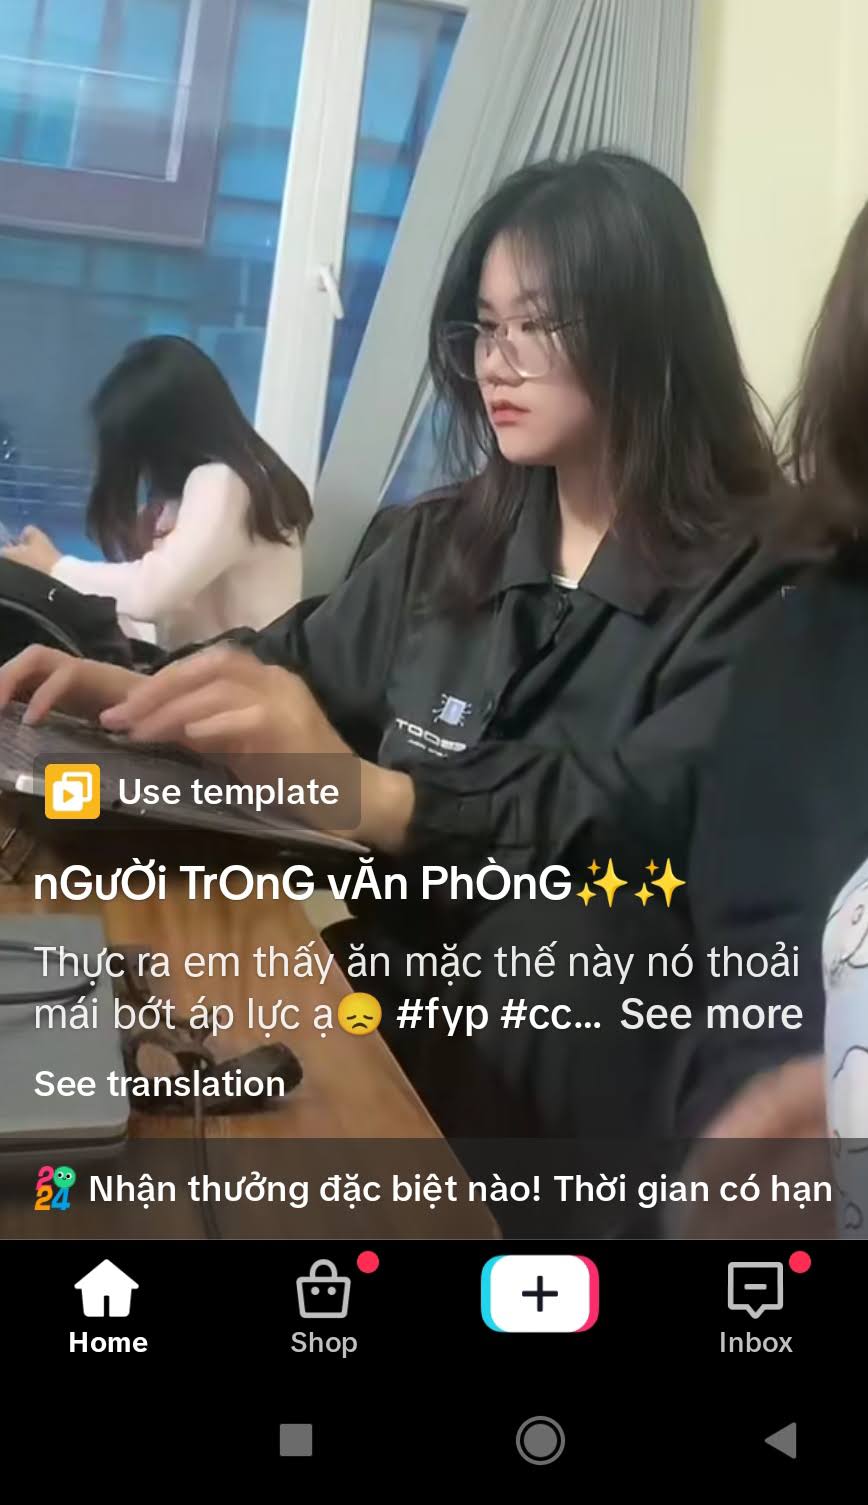 Use template
nGưỜi TrOnG vĂn PhÒnG✨✨
Thực ra em thấy ăn mặc thế này nó thoải
mái bớt áp lực ạ😞 #fyp #cc... See more
See translation
2024 Nhận thưởng đặc biệt nào! Thời gian có hạn
Home Shop Inbox